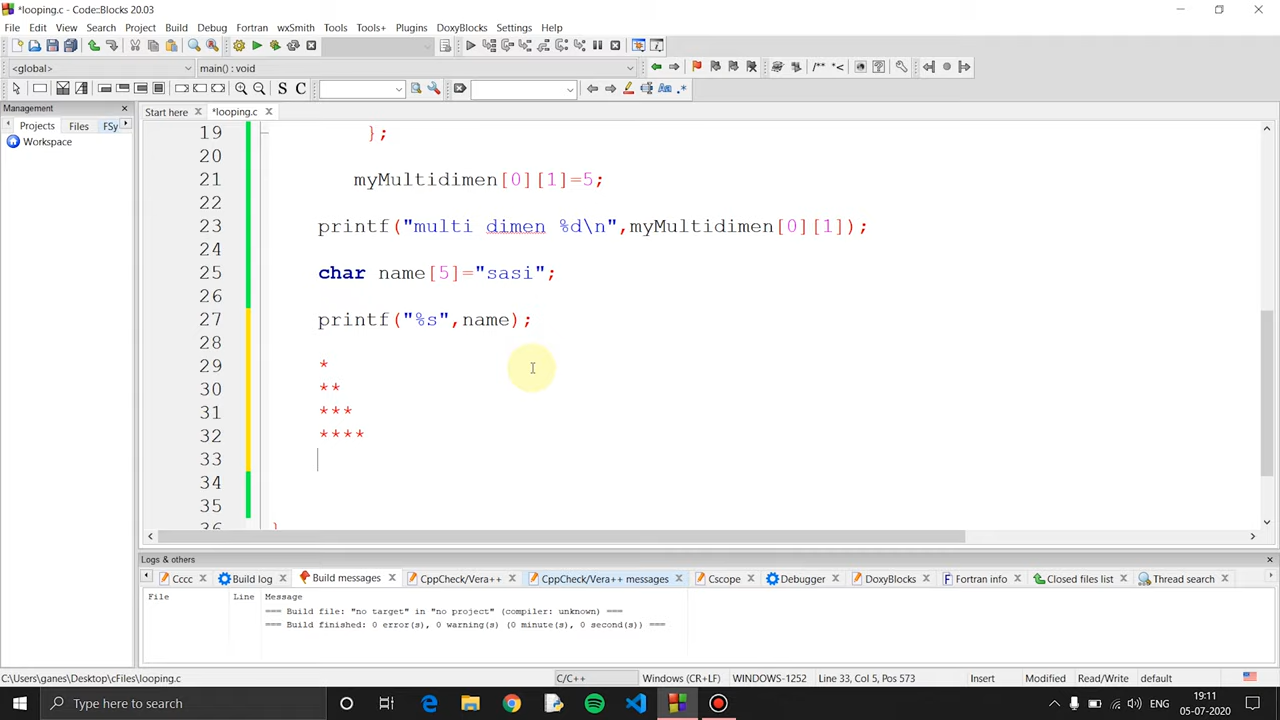 *looping.c - Code::Blocks 20.03
File Edit View Search Project Build Debug Fortran wxSmith Tools Tools+ Plugins DoxyBlocks Settings Help
<global> main() : void
S C Aa .*
Management
Projects Files FSy
Workspace
Start here *looping.c
19 };
20
21 myMultidimen[0][1]=5;
22
23 printf("multi dimen %d\n",myMultidimen[0][1]);
24
25 char name[5]="sasi";
26
27 printf("%s",name);
28
29 *
30 **
31 ***
32 ****
33
34
35
36 }
Logs & others
Cccc Build log Build messages CppCheck/Vera++ CppCheck/Vera++ messages Cscope Debugger DoxyBlocks Fortran info Closed files list Thread search
File Line Message
=== Build file: "no target" in "no project" (compiler: unknown) ===
=== Build finished: 0 error(s), 0 warning(s) (0 minute(s), 0 second(s)) ===
C:\Users\ganes\Desktop\cFiles\looping.c C/C++ Windows (CR+LF) WINDOWS-1252 Line 33, Col 5, Pos 573 Insert Modified Read/Write default
Type here to search
ENG
19:11
05-07-2020